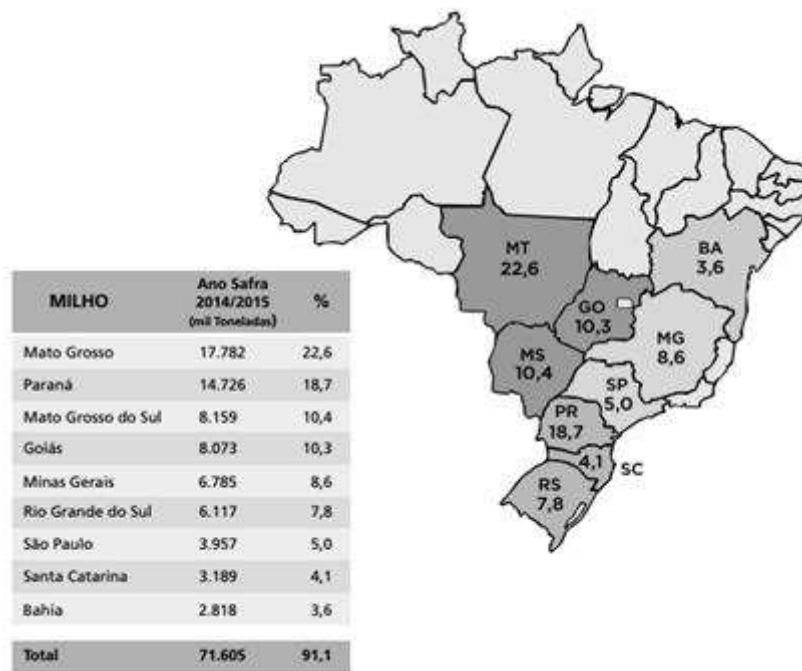 MILHO Ano Safra 2014/2015 (mil Toneladas) %
Mato Grosso 17.782 22,6
Paraná 14.726 18,7
Mato Grosso do Sul 8.159 10,4
Goiás 8.073 10,3
Minas Gerais 6.785 8,6
Rio Grande do Sul 6.117 7,8
São Paulo 3.957 5,0
Santa Catarina 3.189 4,1
Bahia 2.818 3,6
Total 71.605 91,1
MT
22,6
BA
3,6
GO
10,3
MG
8,6
MS
10,4
SP
5,0
PR
18,7
4,1 SC
RS
7,8